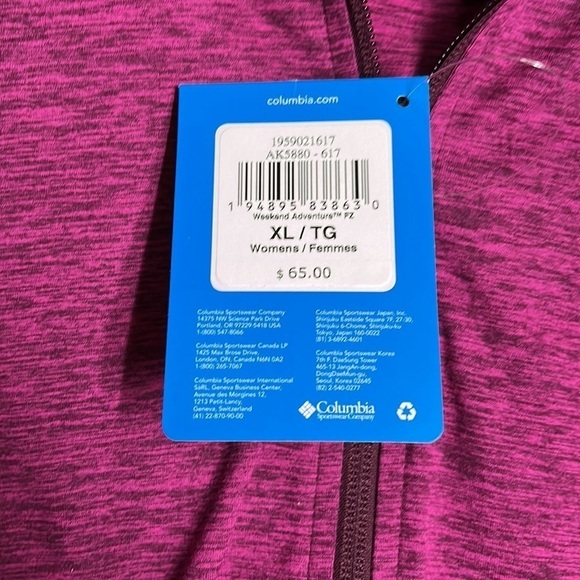 columbia.com
1959021617
AK5880 - 617
1 94895 83863 0
Weekend Adventure™ FZ
XL / TG
Womens / Femmes
$ 65.00
Columbia Sportswear Company
14375 NW Science Park Drive
Portland, OR 97229-5418 USA
1-(800) 547-8066
Columbia Sportswear Canada LP
1425 Max Brose Drive,
London, ON, Canada N6N 0A2
1-(800) 265-7067
Columbia Sportswear International
SáRL, Geneva Business Center,
Avenue des Morgines 12,
1213 Petit-Lancy,
Geneva, Switzerland
(41) 22-870-90-00
Columbia Sportswear Japan, Inc.
Shinjuku Eastside Square 7F, 27-30,
Shinjuku 6-Chome, Shinjuku-ku
Tokyo, Japan 160-0022
(81) 3-6892-4601
Columbia Sportswear Korea
7th F. DaeSung Tower
465-13 JangAn-dong,
DongDaeMun-gu,
Seoul, Korea 02645
(82) 2-540-0277
Columbia
Sportswear Company